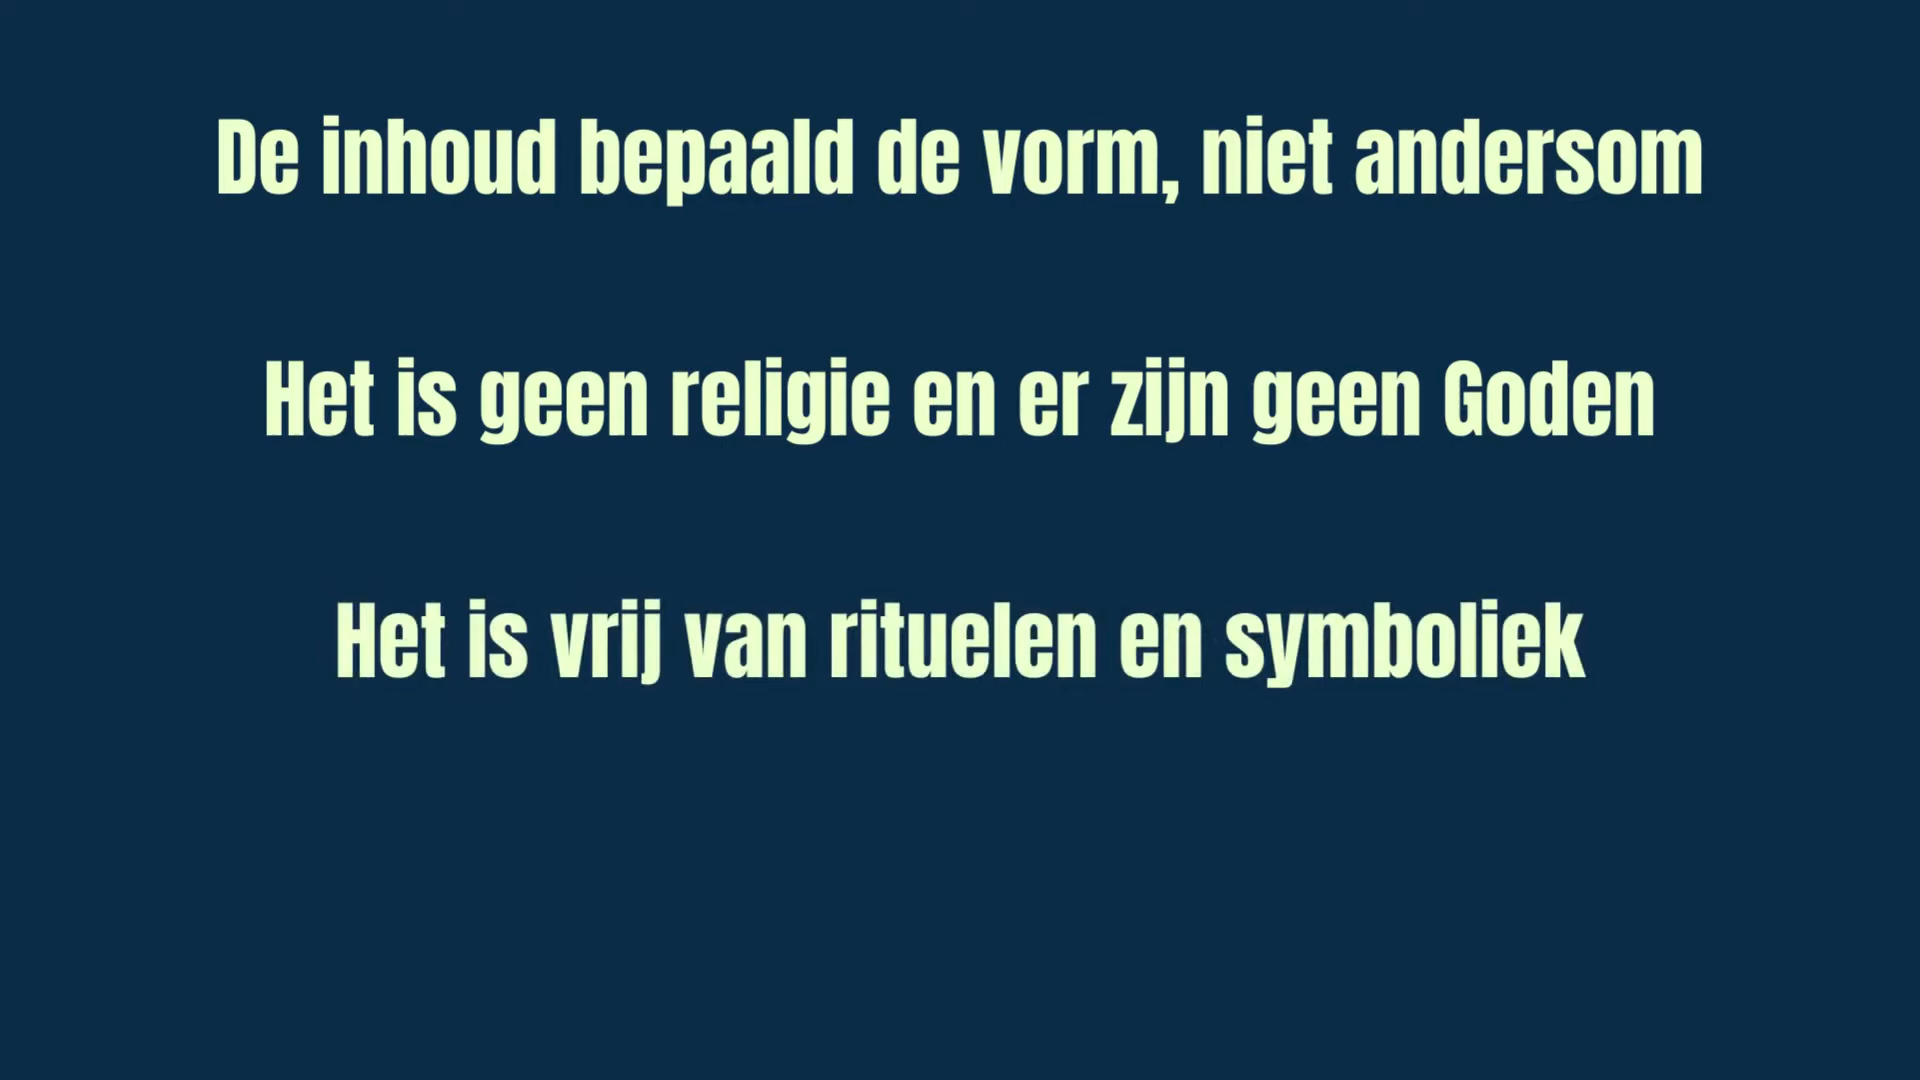 De inhoud bepaald de vorm, niet andersom
Het is geen religie en er zijn geen Goden
Het is vrij van rituelen en symboliek